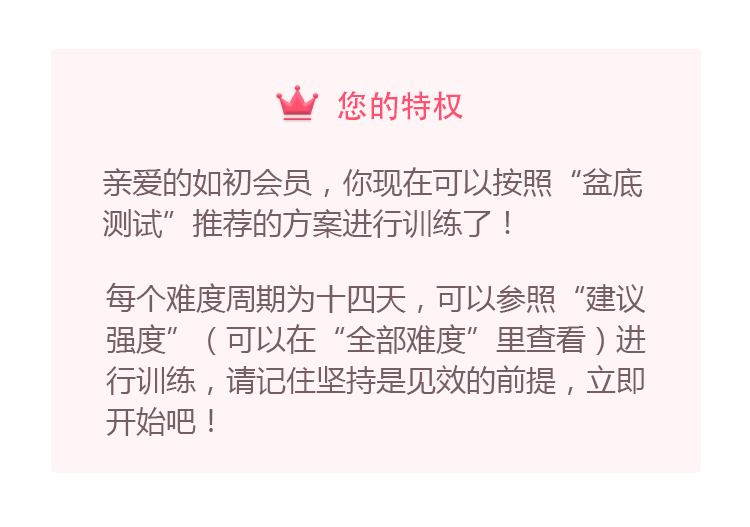 您的特权
亲爱的如初会员，你现在可以按照“盆底
测试”推荐的方案进行训练了！
每个难度周期为十四天，可以参照“建议
强度”（可以在“全部难度”里查看）进
行训练，请记住坚持是见效的前提，立即
开始吧！